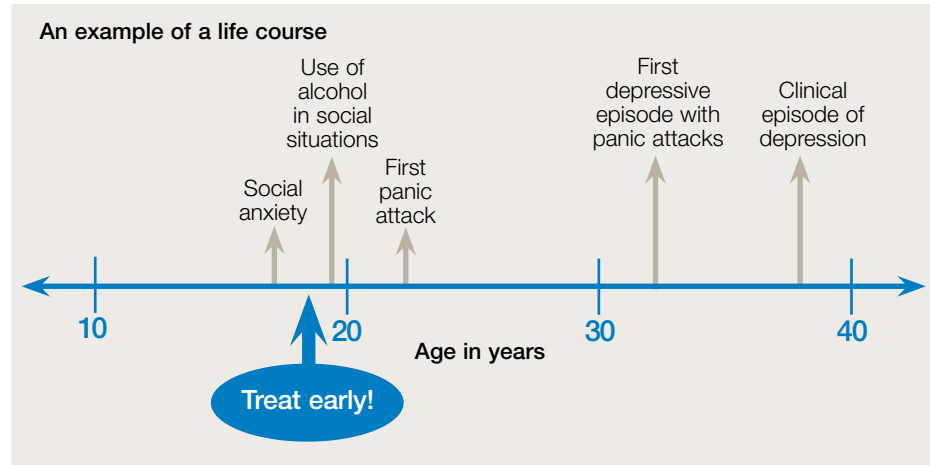 An example of a life course
Use of
alcohol
in social
situations
First
depressive
episode with
panic attacks
Clinical
episode of
depression
Social
anxiety
First
panic
attack
10
20
30
40
Age in years
Treat early!